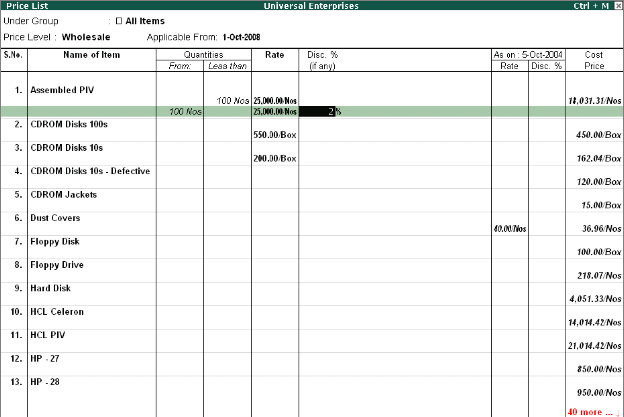 Price List Universal Enterprises Ctrl + M
Under Group : All Items
Price Level : Wholesale Applicable From: 1-Oct-2008
S.No. Name of Item Quantities Rate Disc. % As on : 5-Oct-2004 Cost
From: Less than (if any) Rate Disc. % Price
1. Assembled PIV
100 Nos 25,000.00/Nos 18,031.31/Nos
100 Nos 25,000.00/Nos 2 %
2. CDROM Disks 100s
550.00/Box 450.00/Box
3. CDROM Disks 10s
200.00/Box 162.04/Box
4. CDROM Disks 10s - Defective
120.00/Box
5. CDROM Jackets
15.00/Box
6. Dust Covers
40.00/Nos 36.96/Nos
7. Floppy Disk
100.00/Box
8. Floppy Drive
218.07/Nos
9. Hard Disk
4,051.33/Nos
10. HCL Celeron
14,014.42/Nos
11. HCL PIV
21,014.42/Nos
12. HP - 27
850.00/Nos
13. HP - 28
950.00/Nos
40 more ... ↓